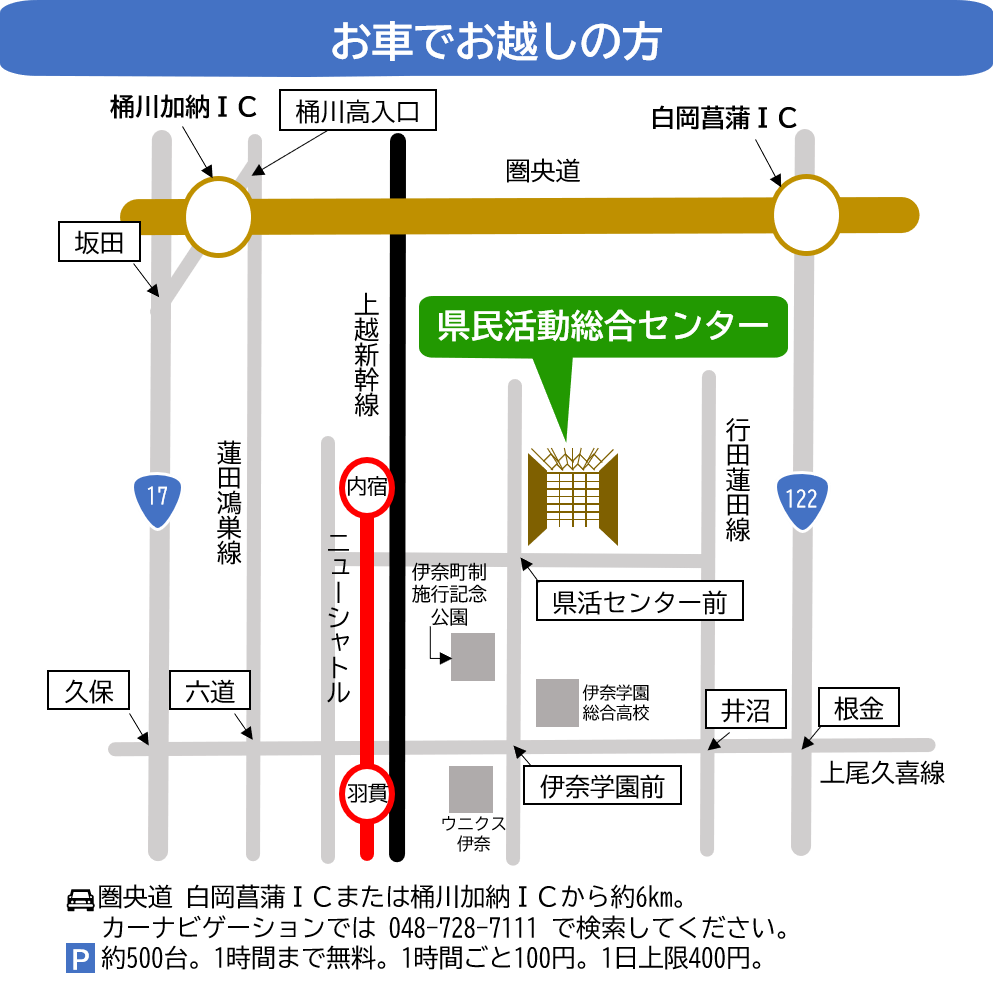 お車でお越しの方
桶川加納ＩＣ
桶川高入口
白岡菖蒲ＩＣ
圏央道
坂田
上越新幹線
県民活動総合センター
蓮田鴻巣線
行田蓮田線
17
内宿
122
ニューシャトル
伊奈町制
施行記念
公園
県活センター前
久保
六道
伊奈学園
総合高校
井沼
根金
上尾久喜線
伊奈学園前
羽貫
ウニクス
伊奈
圏央道 白岡菖蒲ＩＣまたは桶川加納ＩＣから約6km。
カーナビゲーションでは 048-728-7111 で検索してください。
P 約500台。1時間まで無料。1時間ごと100円。1日上限400円。